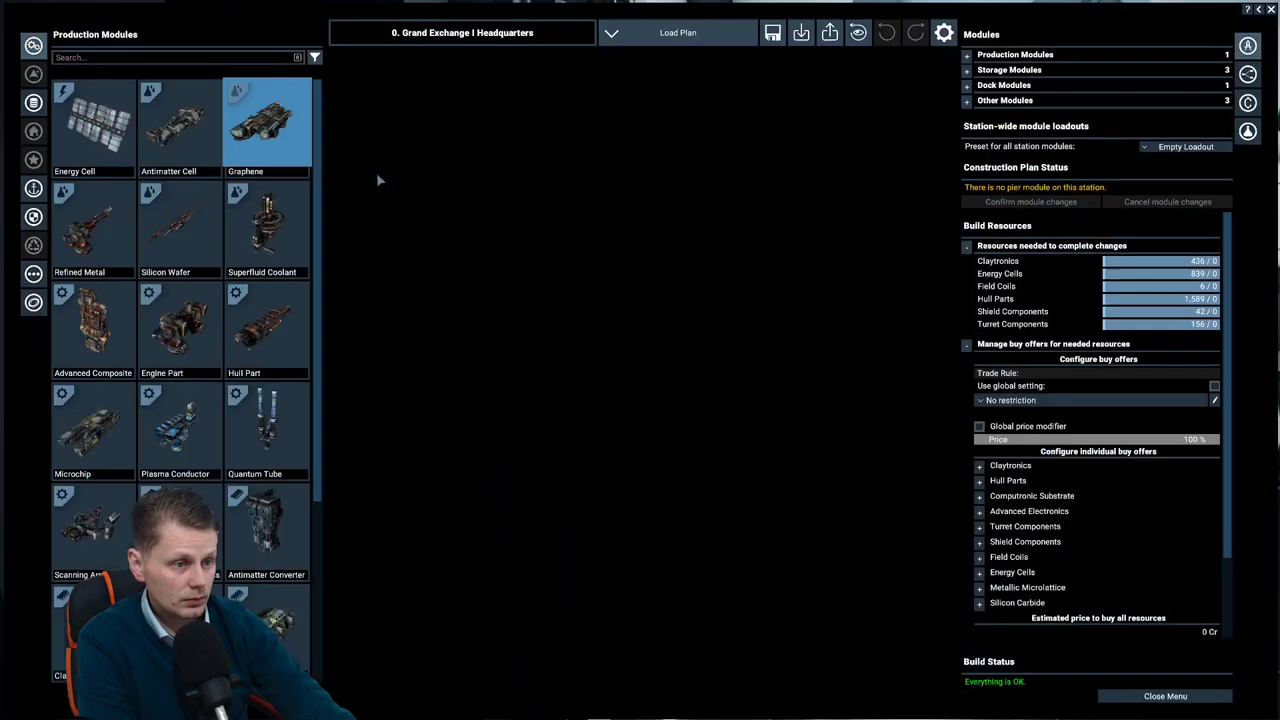 Production Modules
Search...
0. Grand Exchange I Headquarters
Load Plan
Energy Cell
Antimatter Cell
Graphene
Refined Metal
Silicon Wafer
Superfluid Coolant
Advanced Composite
Engine Part
Hull Part
Microchip
Plasma Conductor
Quantum Tube
Antimatter Converter
Modules
Production Modules 1
Storage Modules 3
Dock Modules 1
Other Modules 3
Station-wide module loadouts
Preset for all station modules: Empty Loadout
Construction Plan Status
There is no pier module on this station.
Confirm module changes
Cancel module changes
Build Resources
Resources needed to complete changes
Claytronics 436 / 0
Energy Cells 839 / 0
Field Coils 6 / 0
Hull Parts 1,589 / 0
Shield Components 42 / 0
Turret Components 156 / 0
Manage buy offers for needed resources
Configure buy offers
Trade Rule:
Use global setting:
No restriction
Global price modifier
Price 100 %
Configure individual buy offers
Claytronics
Hull Parts
Computronic Substrate
Advanced Electronics
Turret Components
Shield Components
Field Coils
Energy Cells
Metallic Microlattice
Silicon Carbide
Estimated price to buy all resources
0 Cr
Build Status
Everything is OK.
Close Menu